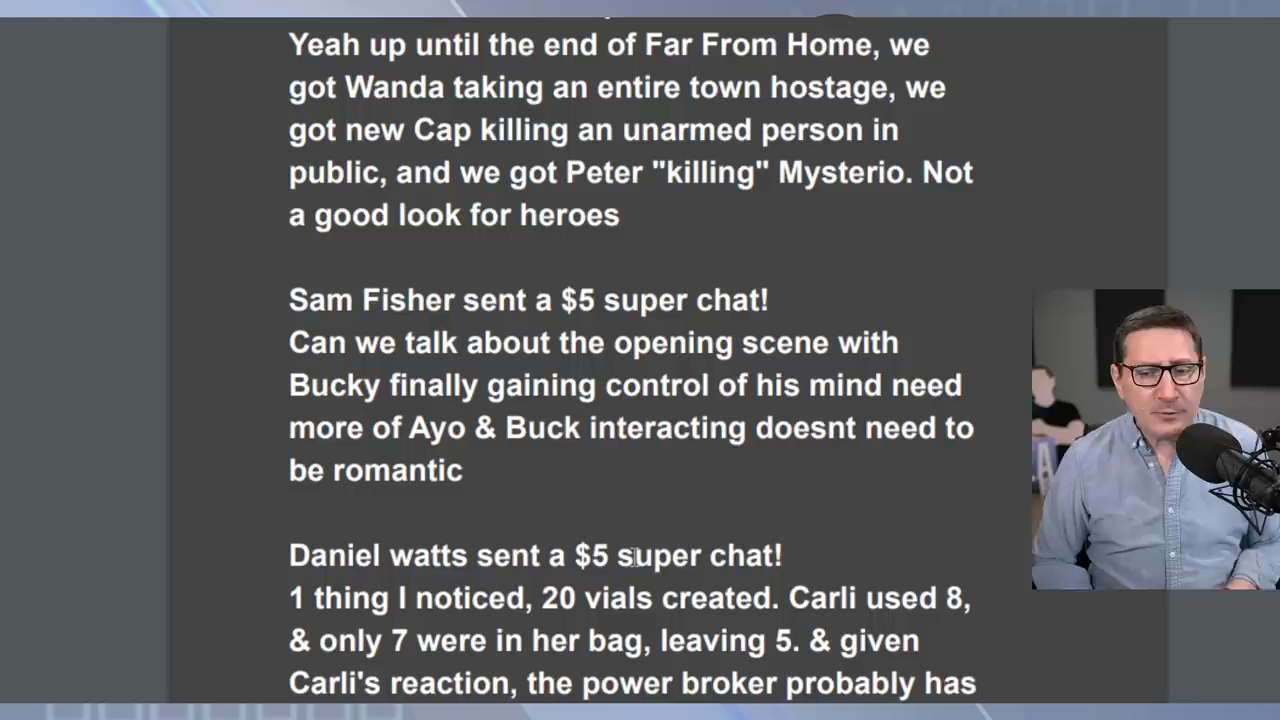 Yeah up until the end of Far From Home, we
got Wanda taking an entire town hostage, we
got new Cap killing an unarmed person in
public, and we got Peter "killing" Mysterio. Not
a good look for heroes
Sam Fisher sent a $5 super chat!
Can we talk about the opening scene with
Bucky finally gaining control of his mind need
more of Ayo & Buck interacting doesnt need to
be romantic
Daniel watts sent a $5 super chat!
1 thing I noticed, 20 vials created. Carli used 8,
& only 7 were in her bag, leaving 5. & given
Carli's reaction, the power broker probably has